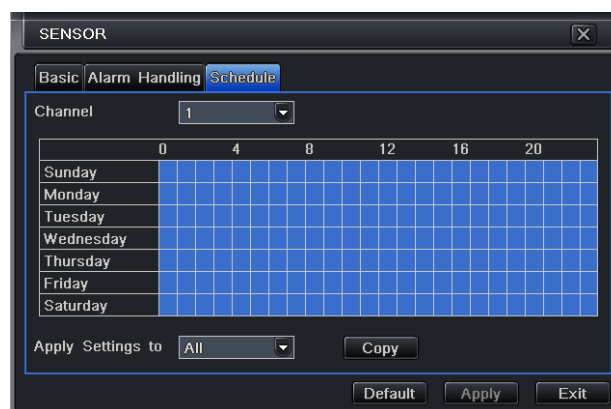 SENSOR
Basic Alarm Handling Schedule
Channel 1
0 4 8 12 16 20
Sunday
Monday
Tuesday
Wednesday
Thursday
Friday
Saturday
Apply Settings to All Copy
Default Apply Exit